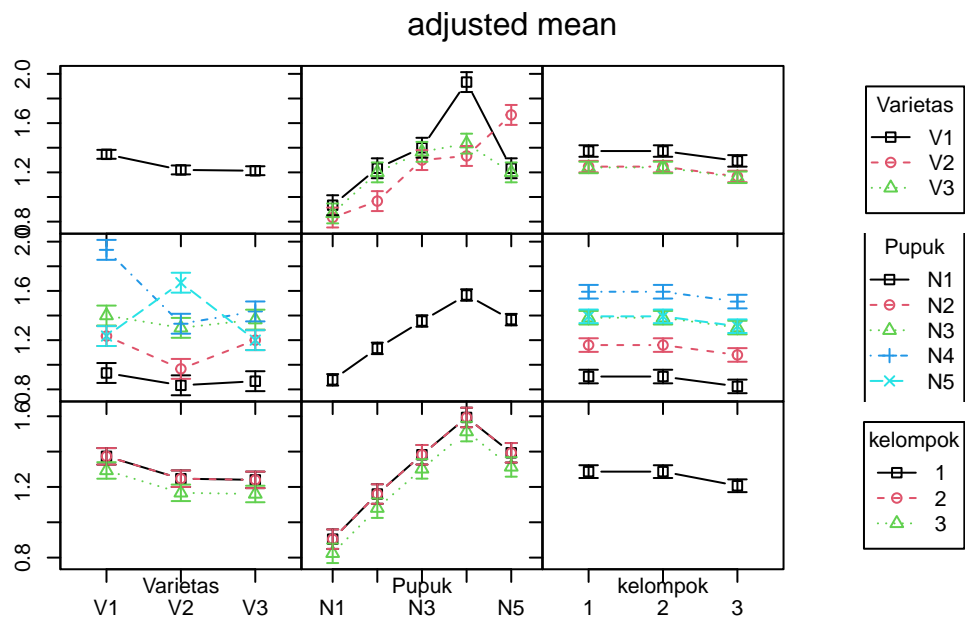 adjusted mean
2.0
1.6
1.2
0.8
2.0
1.6
1.2
0.8
1.6
1.2
0.8
Varietas
V1
V2
V3
Pupuk
N1
N2
N3
N4
N5
kelompok
1
2
3
Varietas
Pupuk
kelompok
V1 V2 V3 N1 N3 N5 1 2 3